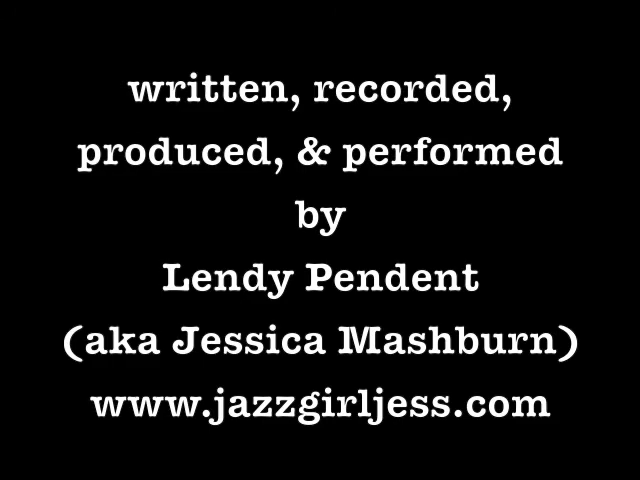 written, recorded,
produced, & performed
by
Lendy Pendent
(aka Jessica Mashburn)
www.jazzgirljess.com